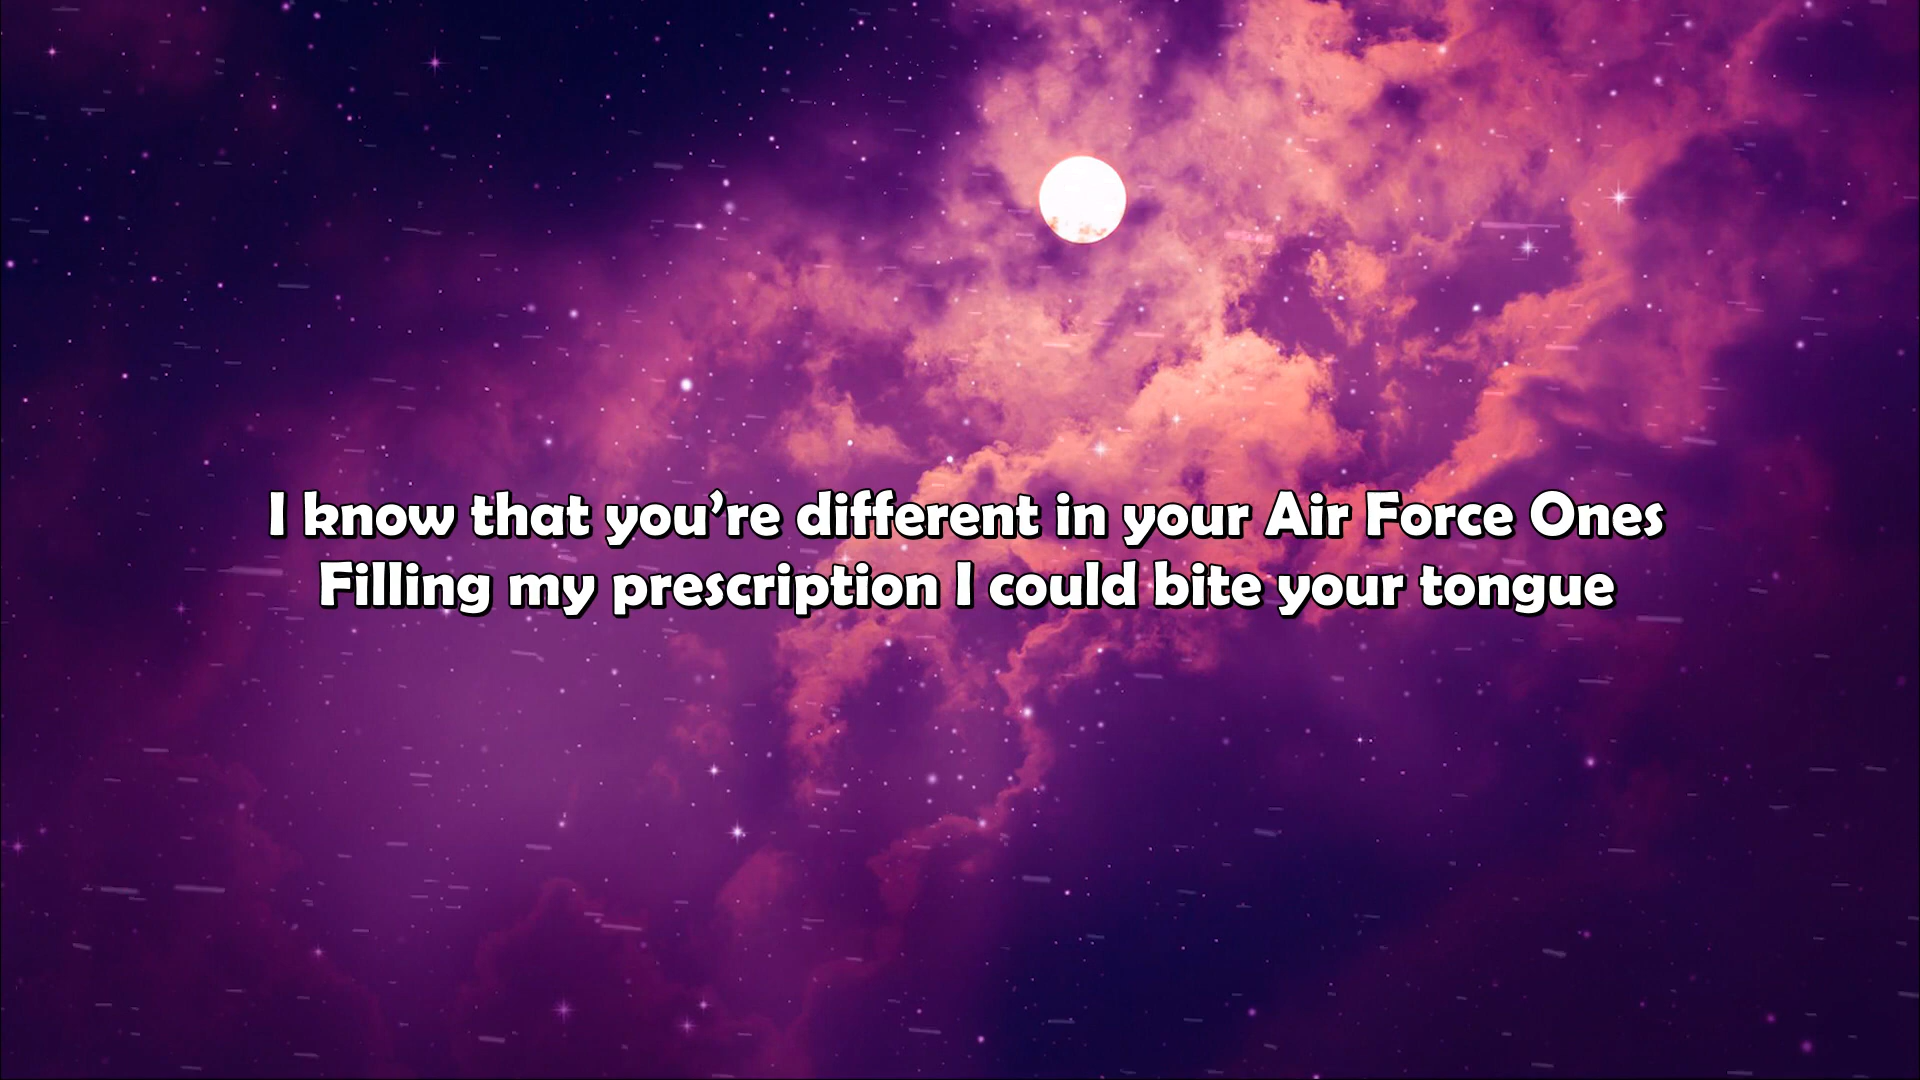 I know that you’re different in your Air Force Ones
Filling my prescription I could bite your tongue